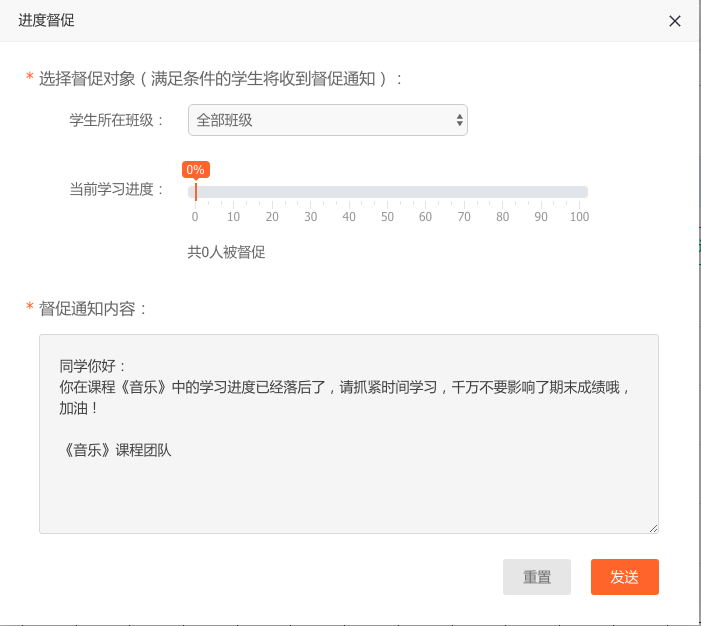 进度督促
* 选择督促对象（满足条件的学生将收到督促通知）：
学生所在班级： 全部班级
0%
当前学习进度：
0 10 20 30 40 50 60 70 80 90 100
共0人被督促
* 督促通知内容：
同学你好：
你在课程《音乐》中的学习进度已经落后了，请抓紧时间学习，千万不要影响了期末成绩哦，
加油！
《音乐》课程团队
重置 发送